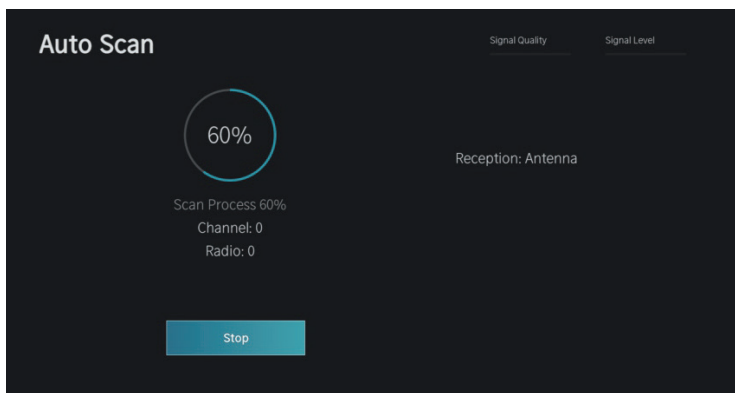 Auto Scan
Signal Quality
Signal Level
60%
Reception: Antenna
Scan Process 60%
Channel: 0
Radio: 0
Stop